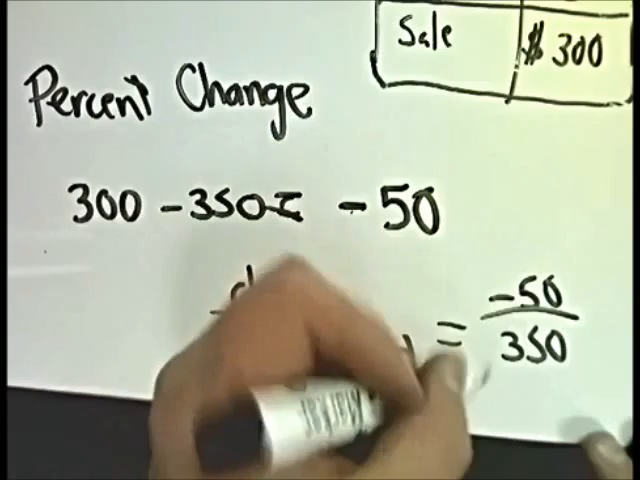 Sale $300
Percent Change
300 - 350 = -50
= -50
350